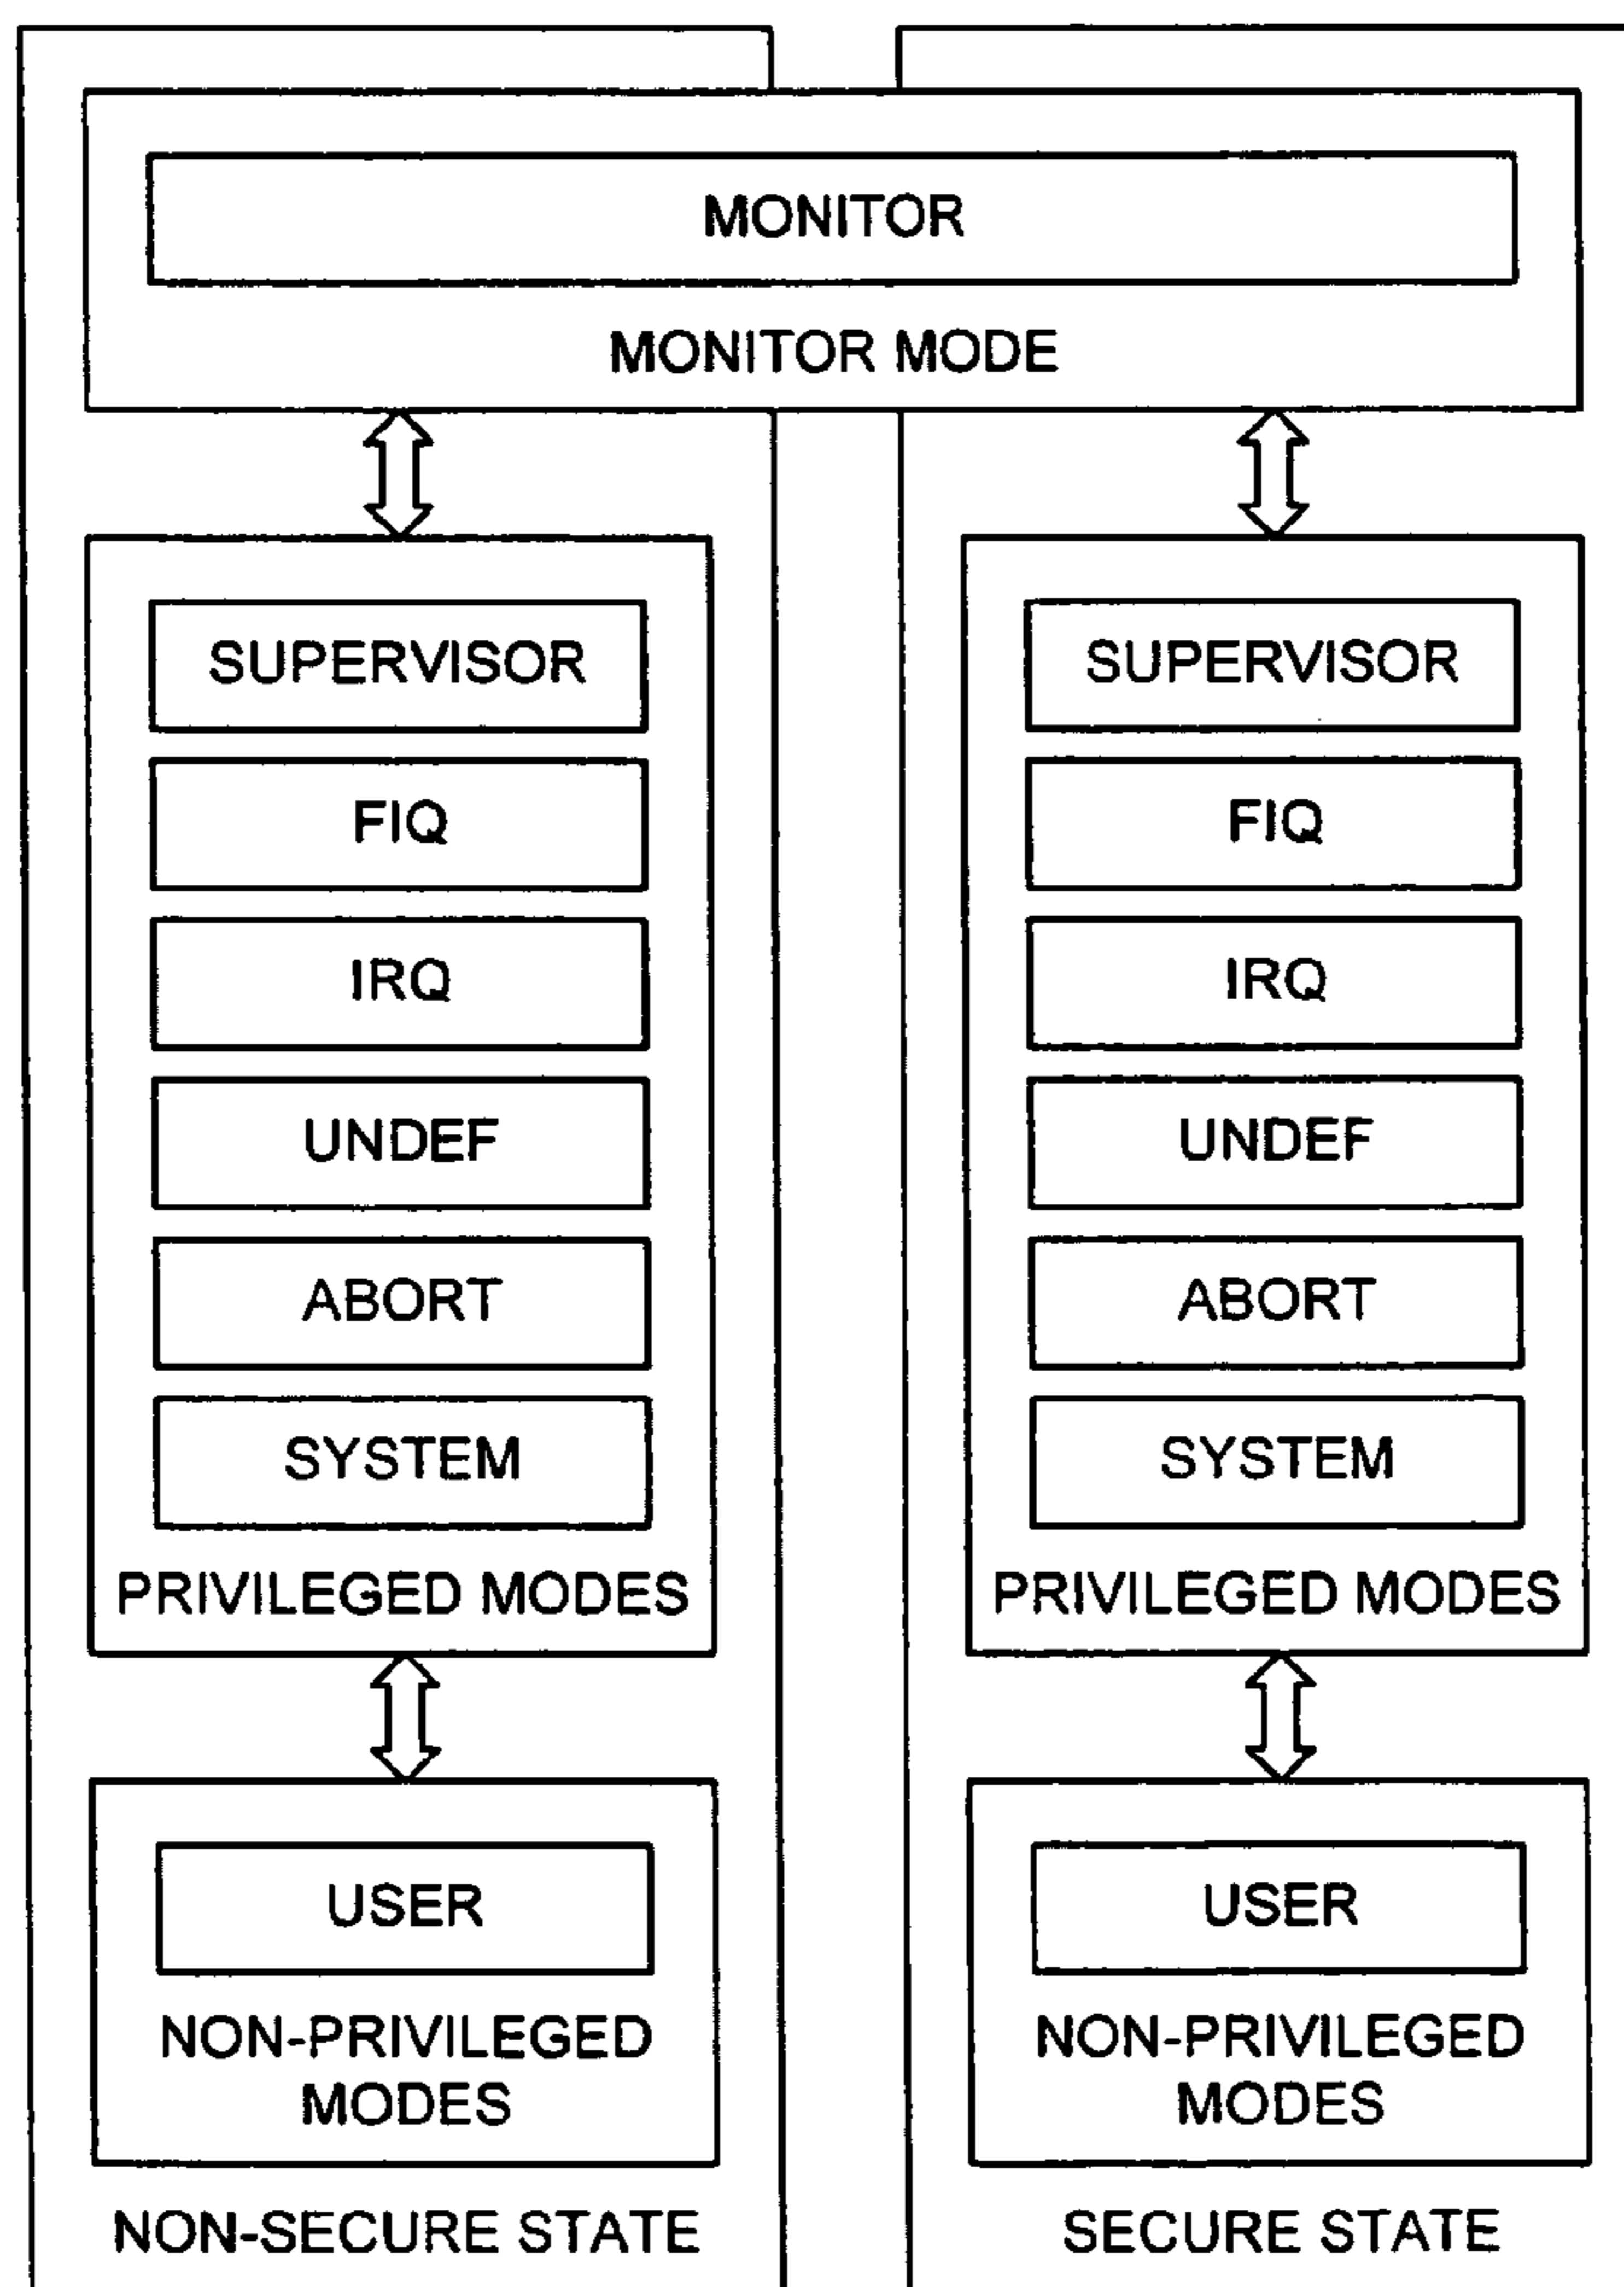 MONITOR
MONITOR MODE
SUPERVISOR
FIQ
IRQ
UNDEF
ABORT
SYSTEM
PRIVILEGED MODES
USER
NON-PRIVILEGED
MODES
NON-SECURE STATE
SUPERVISOR
FIQ
IRQ
UNDEF
ABORT
SYSTEM
PRIVILEGED MODES
USER
NON-PRIVILEGED
MODES
SECURE STATE